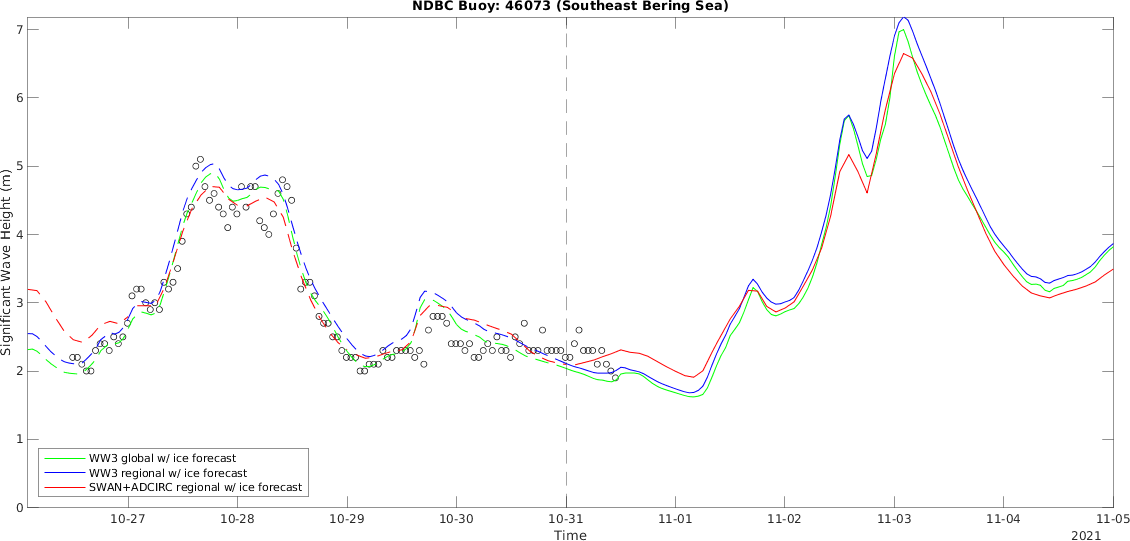 NDBC Buoy: 46073 (Southeast Bering Sea)
7
6
5
4
3
2
1
0
Significant Wave Height (m)
WW3 global w/ ice forecast
WW3 regional w/ ice forecast
SWAN+ADCIRC regional w/ ice forecast
10-27 10-28 10-29 10-30 10-31 11-01 11-02 11-03 11-04 11-05
Time
2021